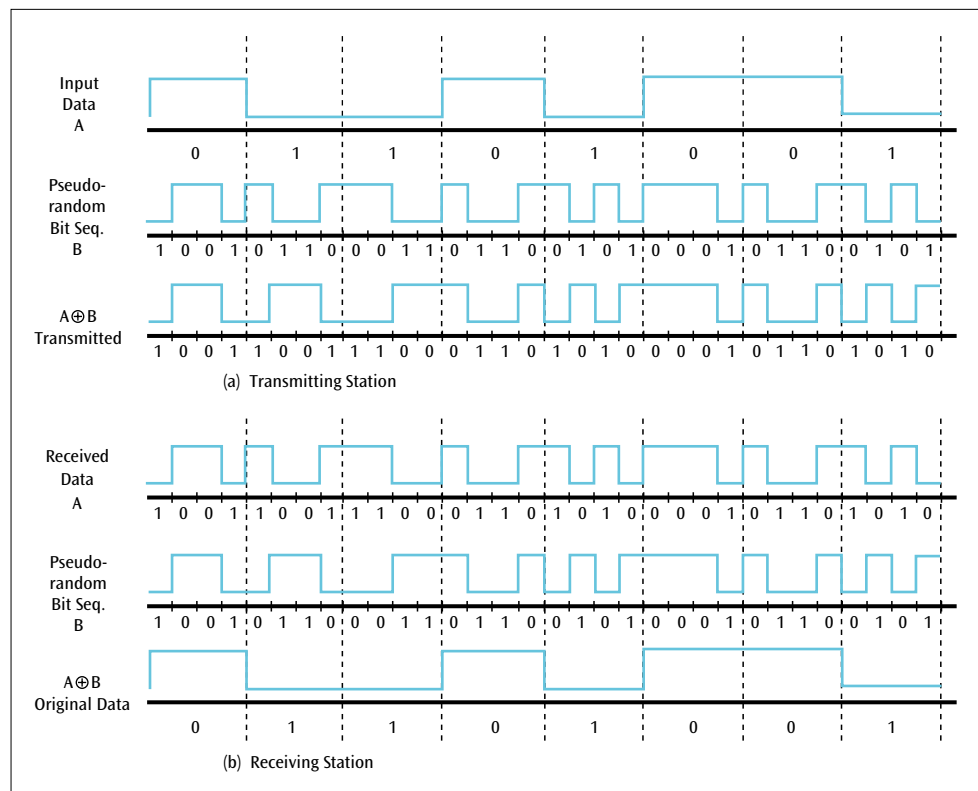 Input
Data
A
0 1 1 0 1 0 0 1
Pseudo-
random
Bit Seq.
B
1 0 0 1 0 1 1 0 0 0 1 1 0 1 1 0 0 1 0 1 0 0 0 1 0 1 1 0 0 1 0 1
A⊕B
Transmitted
1 0 0 1 1 0 0 1 1 1 0 0 0 1 1 0 1 0 1 0 0 0 0 1 0 1 1 0 1 0 1 0
(a) Transmitting Station
Received
Data
A
1 0 0 1 1 0 0 1 1 1 0 0 0 1 1 0 1 0 1 0 0 0 0 1 0 1 1 0 1 0 1 0
Pseudo-
random
Bit Seq.
B
1 0 0 1 0 1 1 0 0 0 1 1 0 1 1 0 0 1 0 1 0 0 0 1 0 1 1 0 0 1 0 1
A⊕B
Original Data
0 1 1 0 1 0 0 1
(b) Receiving Station